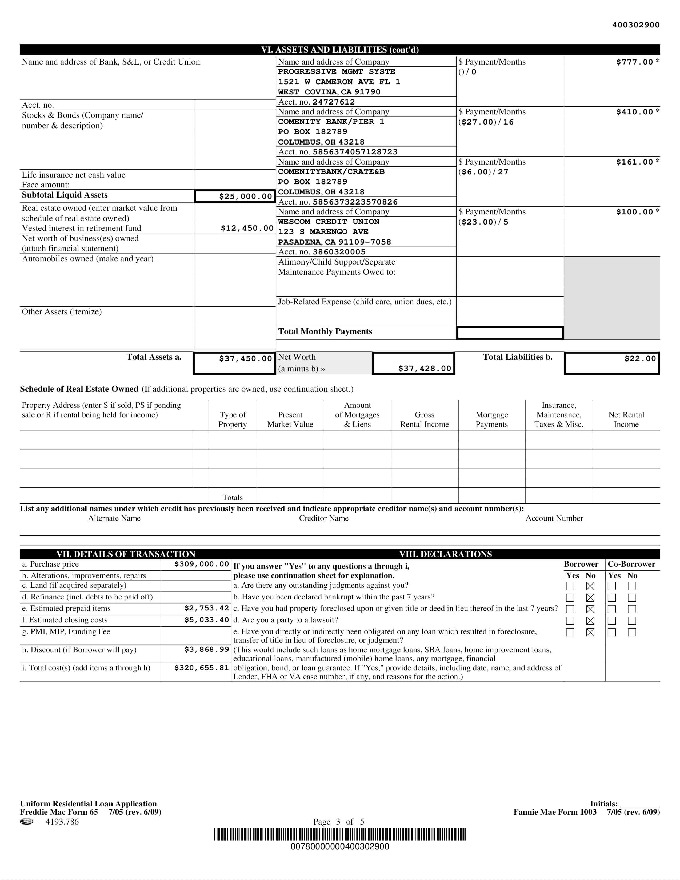 400302900
VI. ASSETS AND LIABILITIES (cont'd)
Name and address of Bank, S&L, or Credit Union
Acct. no.
Stocks & Bonds (Company name/
number & description)
Life insurance net cash value
Face amount:
Subtotal Liquid Assets $25,000.00
Real estate owned (enter market value from
schedule of real estate owned)
Vested interest in retirement fund $12,450.00
Net worth of business(es) owned
(attach financial statement)
Automobiles owned (make and year)
Other Assets (itemize)
Name and address of Company $ Payment/Months $777.00*
PROGRESSIVE MGMT SYSTE ()/0
1521 W CAMERON AVE FL 1
WEST COVINA,CA 91790
Acct. no. 24727612
Name and address of Company $ Payment/Months $410.00*
COMENITY BANK/PIER 1 ($27.00)/16
PO BOX 182789
COLUMBUS,OH 43218
Acct. no. 5856374057128723
Name and address of Company $ Payment/Months $161.00*
COMENITYBANK/CRATE&B ($6.00)/27
PO BOX 182789
COLUMBUS,OH 43218
Acct. no. 5856373223570826
Name and address of Company $ Payment/Months $100.00*
WESCOM CREDIT UNION ($23.00)/5
123 S MARENGO AVE
PASADENA,CA 91109-7058
Acct. no. 3860320005
Alimony/Child Support/Separate
Maintenance Payments Owed to:
Job-Related Expense (child care, union dues, etc.)
Total Monthly Payments
Total Assets a. $37,450.00 Net Worth Total Liabilities b. $22.00
(a minus b) » $37,428.00
Schedule of Real Estate Owned (If additional properties are owned, use continuation sheet.)
Property Address (enter S if sold, PS if pending
sale or R if rental being held for income)
Type of
Property
Present
Market Value
Amount
of Mortgages
& Liens
Gross
Rental Income
Mortgage
Payments
Insurance,
Maintenance,
Taxes & Misc.
Net Rental
Income
Totals
List any additional names under which credit has previously been received and indicate appropriate creditor name(s) and account number(s):
Alternate Name Creditor Name Account Number
VII. DETAILS OF TRANSACTION
a. Purchase price $309,000.00
b. Alterations, improvements, repairs
c. Land (if acquired separately)
d. Refinance (incl. debts to be paid off)
e. Estimated prepaid items $2,753.42
f. Estimated closing costs $5,033.40
g. PMI, MIP, Funding Fee
h. Discount (if Borrower will pay) $3,868.99
i. Total cost(s) (add items a through h) $320,655.81
VIII. DECLARATIONS
If you answer "Yes" to any questions a through i,
please use continuation sheet for explanation.
Borrower Co-Borrower
Yes No Yes No
a. Are there any outstanding judgments against you?
b. Have you been declared bankrupt within the past 7 years?
c. Have you had property foreclosed upon or given title or deed in lieu thereof in the last 7 years?
d. Are you a party to a lawsuit?
e. Have you directly or indirectly been obligated on any loan which resulted in foreclosure,
transfer of title in lieu of foreclosure, or judgment?
(This would include such loans as home mortgage loans, SBA loans, home improvement loans,
educational loans, manufactured (mobile) home loans, any mortgage, financial
obligation, bond, or loan guarantee. If "Yes," provide details, including date, name, and address of
Lender, FHA or VA case number, if any, and reasons for the action.)
Uniform Residential Loan Application
Freddie Mac Form 65 7/05 (rev. 6/09)
4193.786
Page 3 of 5
Initials:
Fannie Mae Form 1003 7/05 (rev. 6/09)
00780000000400302900